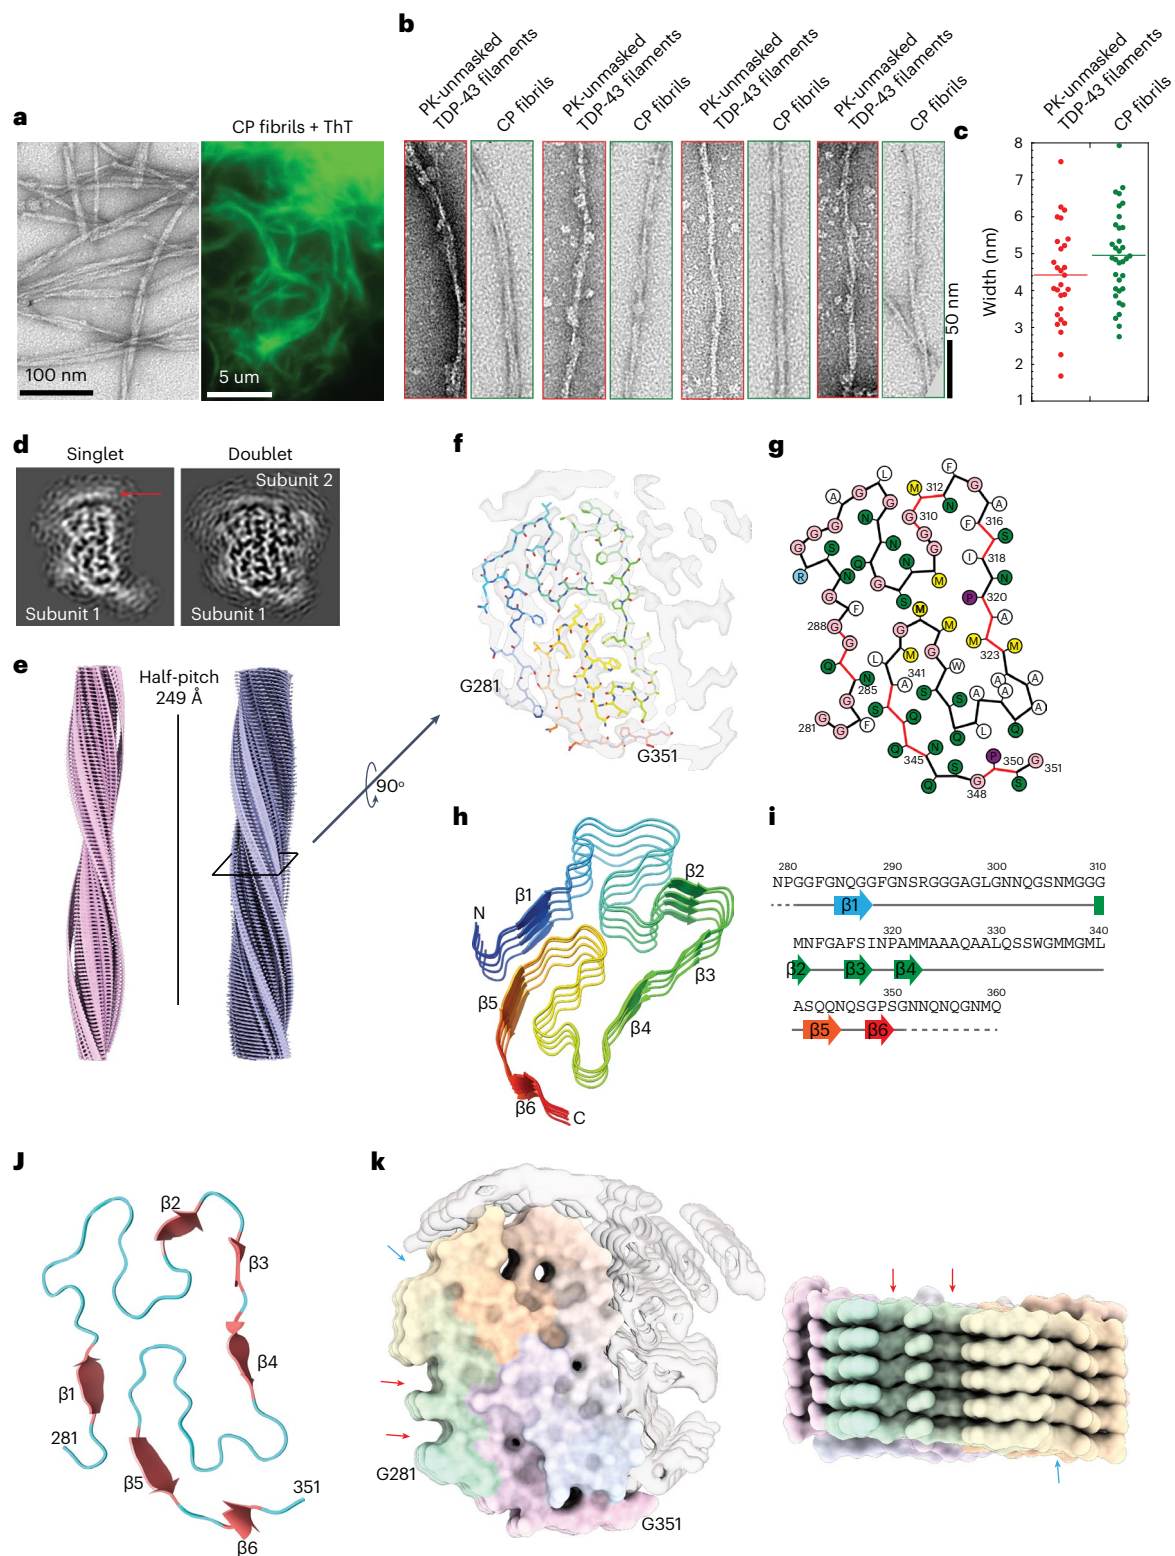 a
CP fibrils + ThT
100 nm
5 um
b
PK-unmasked
TDP-43 filaments
CP fibrils
PK-unmasked
TDP-43 filaments
CP fibrils
PK-unmasked
TDP-43 filaments
CP fibrils
PK-unmasked
TDP-43 filaments
CP fibrils
50 nm
c
PK-unmasked
TDP-43 filaments
CP fibrils
Width (nm)
8
7
6
5
4
3
2
1
d
Singlet
Doublet
Subunit 2
Subunit 1
Subunit 1
e
Half-pitch
249 Å
90°
f
G281
G351
g
312
310
316
318
320
288
323
341
285
281
345
350
351
348
h
N
β1
β2
β3
β5
β4
β6
C
i
280 290 300 310
NPGGFGNQGGFGNSRGGGAGLGNNQGSNMGGG
β1
320 330 340
MNFGAFSINPAMMAAAQAALQSSWGMMGML
β2 β3 β4
350 360
ASQQNQSGPSGNNQNQGNMQ
β5 β6
J
β2
β3
β4
β1
281
β5
351
β6
k
G281
G351